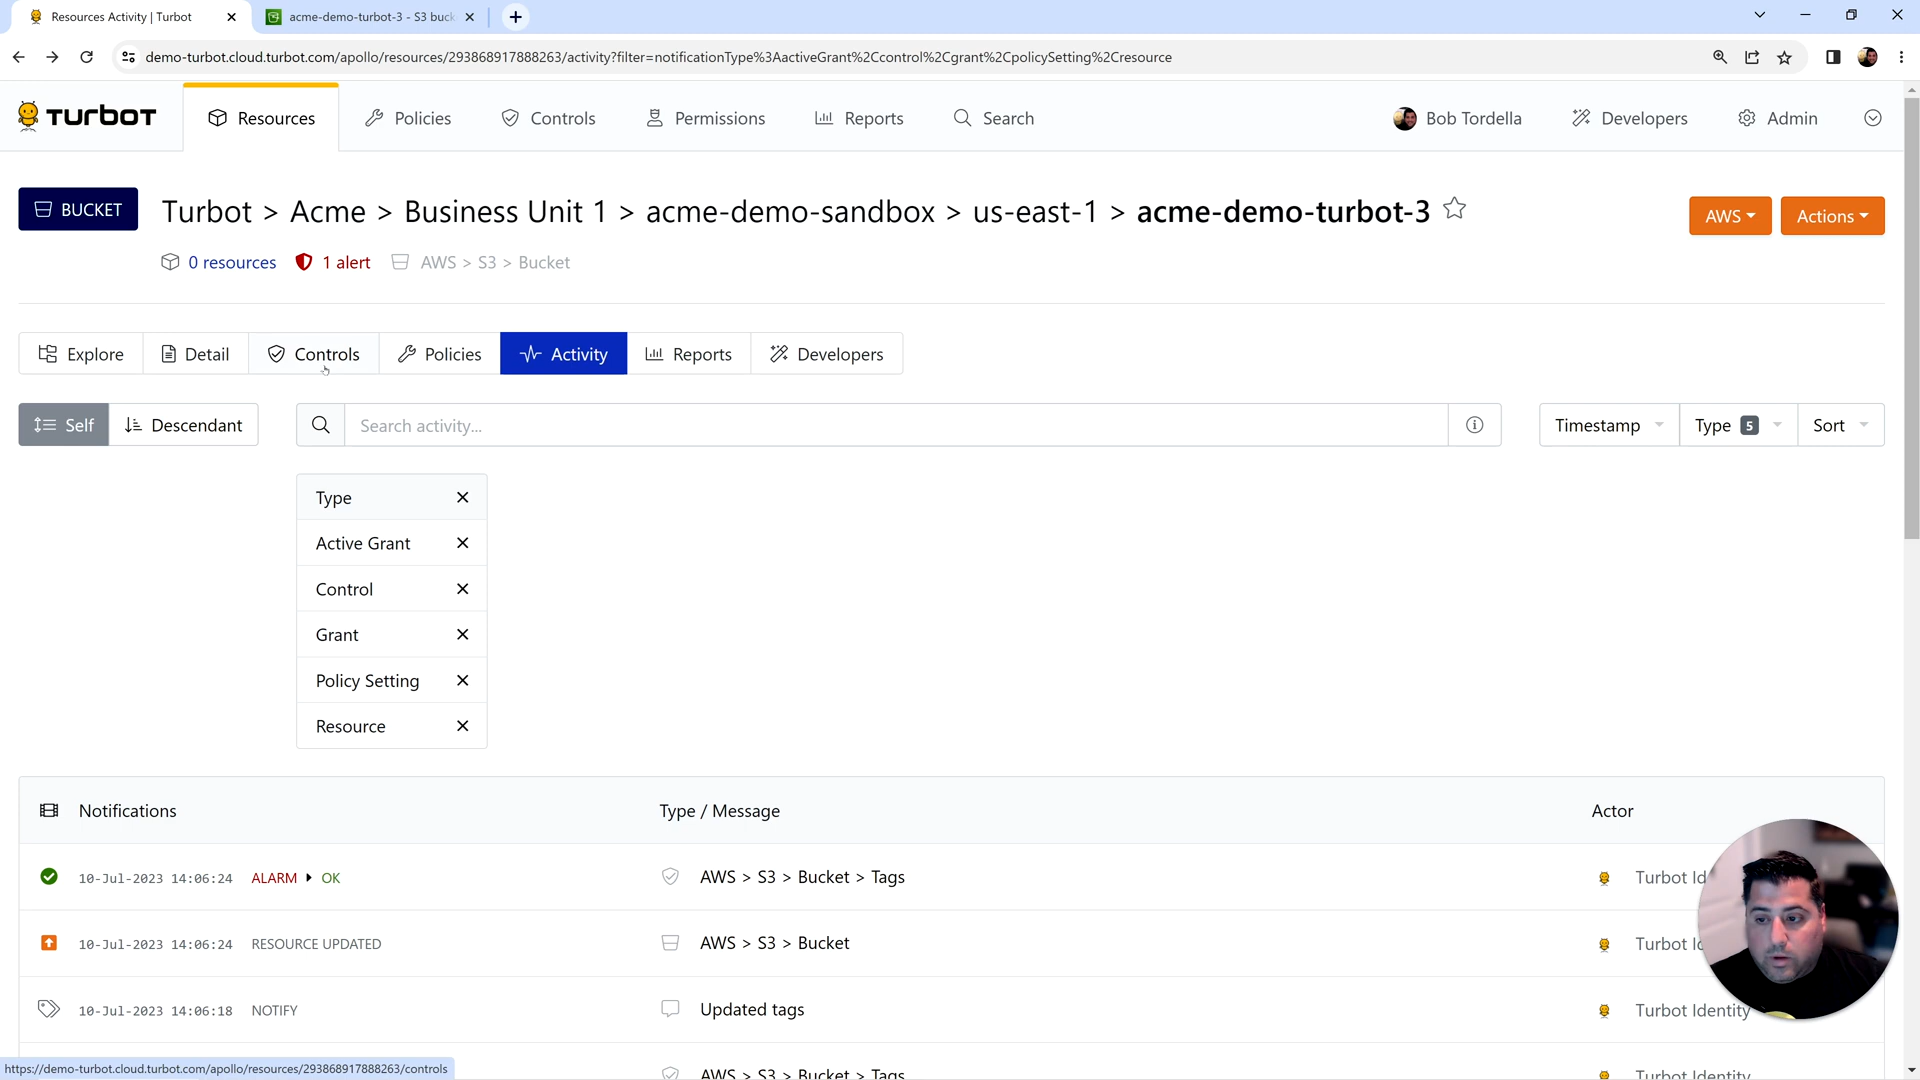 Resources Activity | Turbot
acme-demo-turbot-3 - S3 buck
demo-turbot.cloud.turbot.com/apollo/resources/293868917888263/activity?filter=notificationType%3AactiveGrant%2Ccontrol%2Cgrant%2CpolicySetting%2Cresource
TURBOT
Resources
Policies
Controls
Permissions
Reports
Search
Bob Tordella
Developers
Admin
BUCKET
Turbot > Acme > Business Unit 1 > acme-demo-sandbox > us-east-1 > acme-demo-turbot-3
AWS
Actions
0 resources
1 alert
AWS > S3 > Bucket
Explore
Detail
Controls
Policies
Activity
Reports
Developers
Self
Descendant
Search activity...
Timestamp
Type 5
Sort
Type
Active Grant
Control
Grant
Policy Setting
Resource
Notifications
Type / Message
Actor
10-Jul-2023 14:06:24 ALARM OK
AWS > S3 > Bucket > Tags
Turbot Id
10-Jul-2023 14:06:24 RESOURCE UPDATED
AWS > S3 > Bucket
Turbot Id
10-Jul-2023 14:06:18 NOTIFY
Updated tags
Turbot Identity
AWS > S3 > Bucket > Tags
Turbot Identity
https://demo-turbot.cloud.turbot.com/apollo/resources/293868917888263/controls